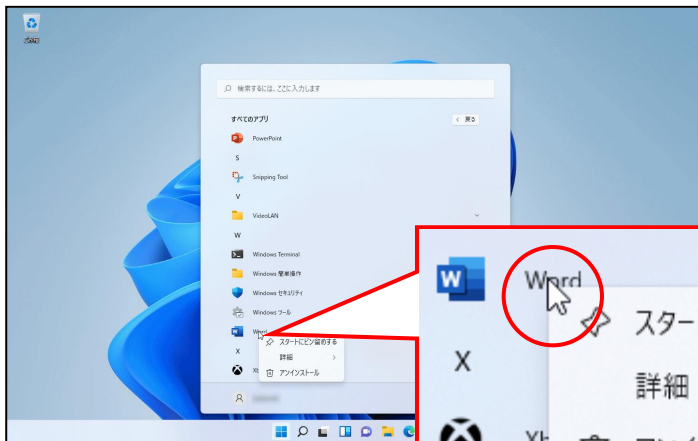 ごみ箱
検索するには、ここに入力します
すべてのアプリ
戻る
PowerPoint
S
Snipping Tool
V
VideoLAN
W
Windows Terminal
Windows 簡単操作
Windows セキュリティ
Windows ツール
Word
スタートにピン留めする
X
詳細
アンインストール
W
Word
スター
X
詳細